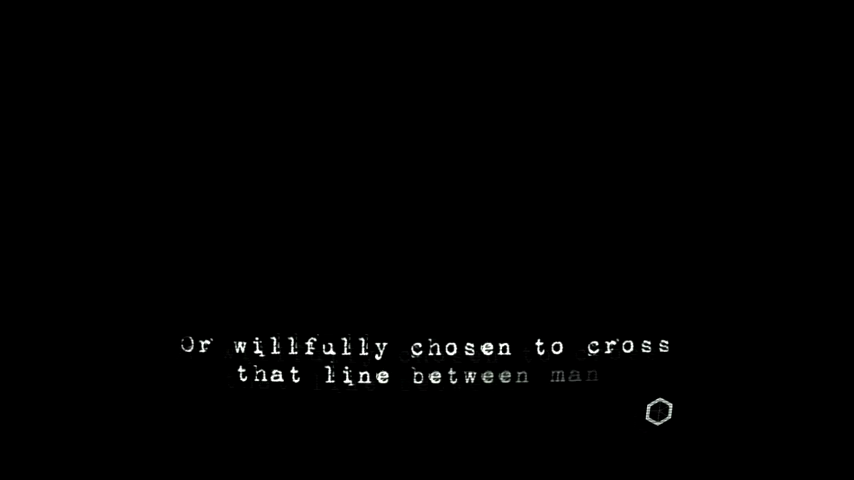 Or willfully chosen to cross
that line between man